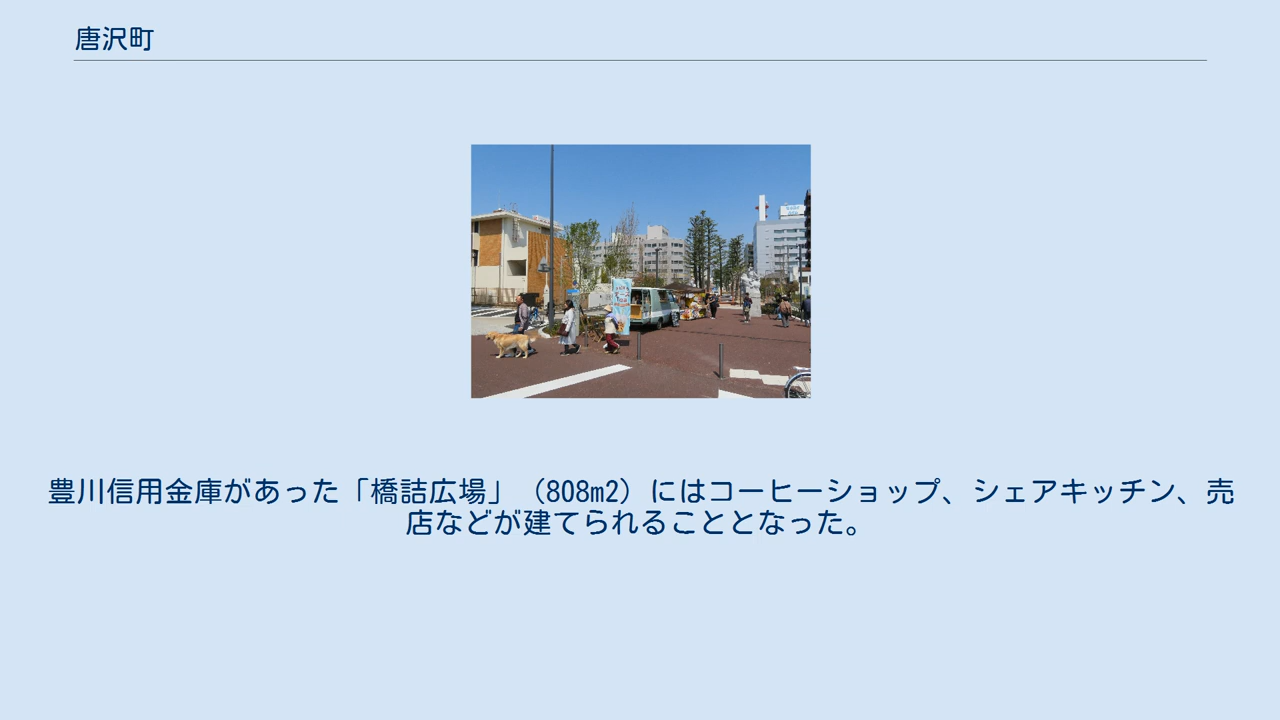 唐沢町
豊川信用金庫があった「橋詰広場」（808m2）にはコーヒーショップ、シェアキッチン、売
店などが建てられることとなった。